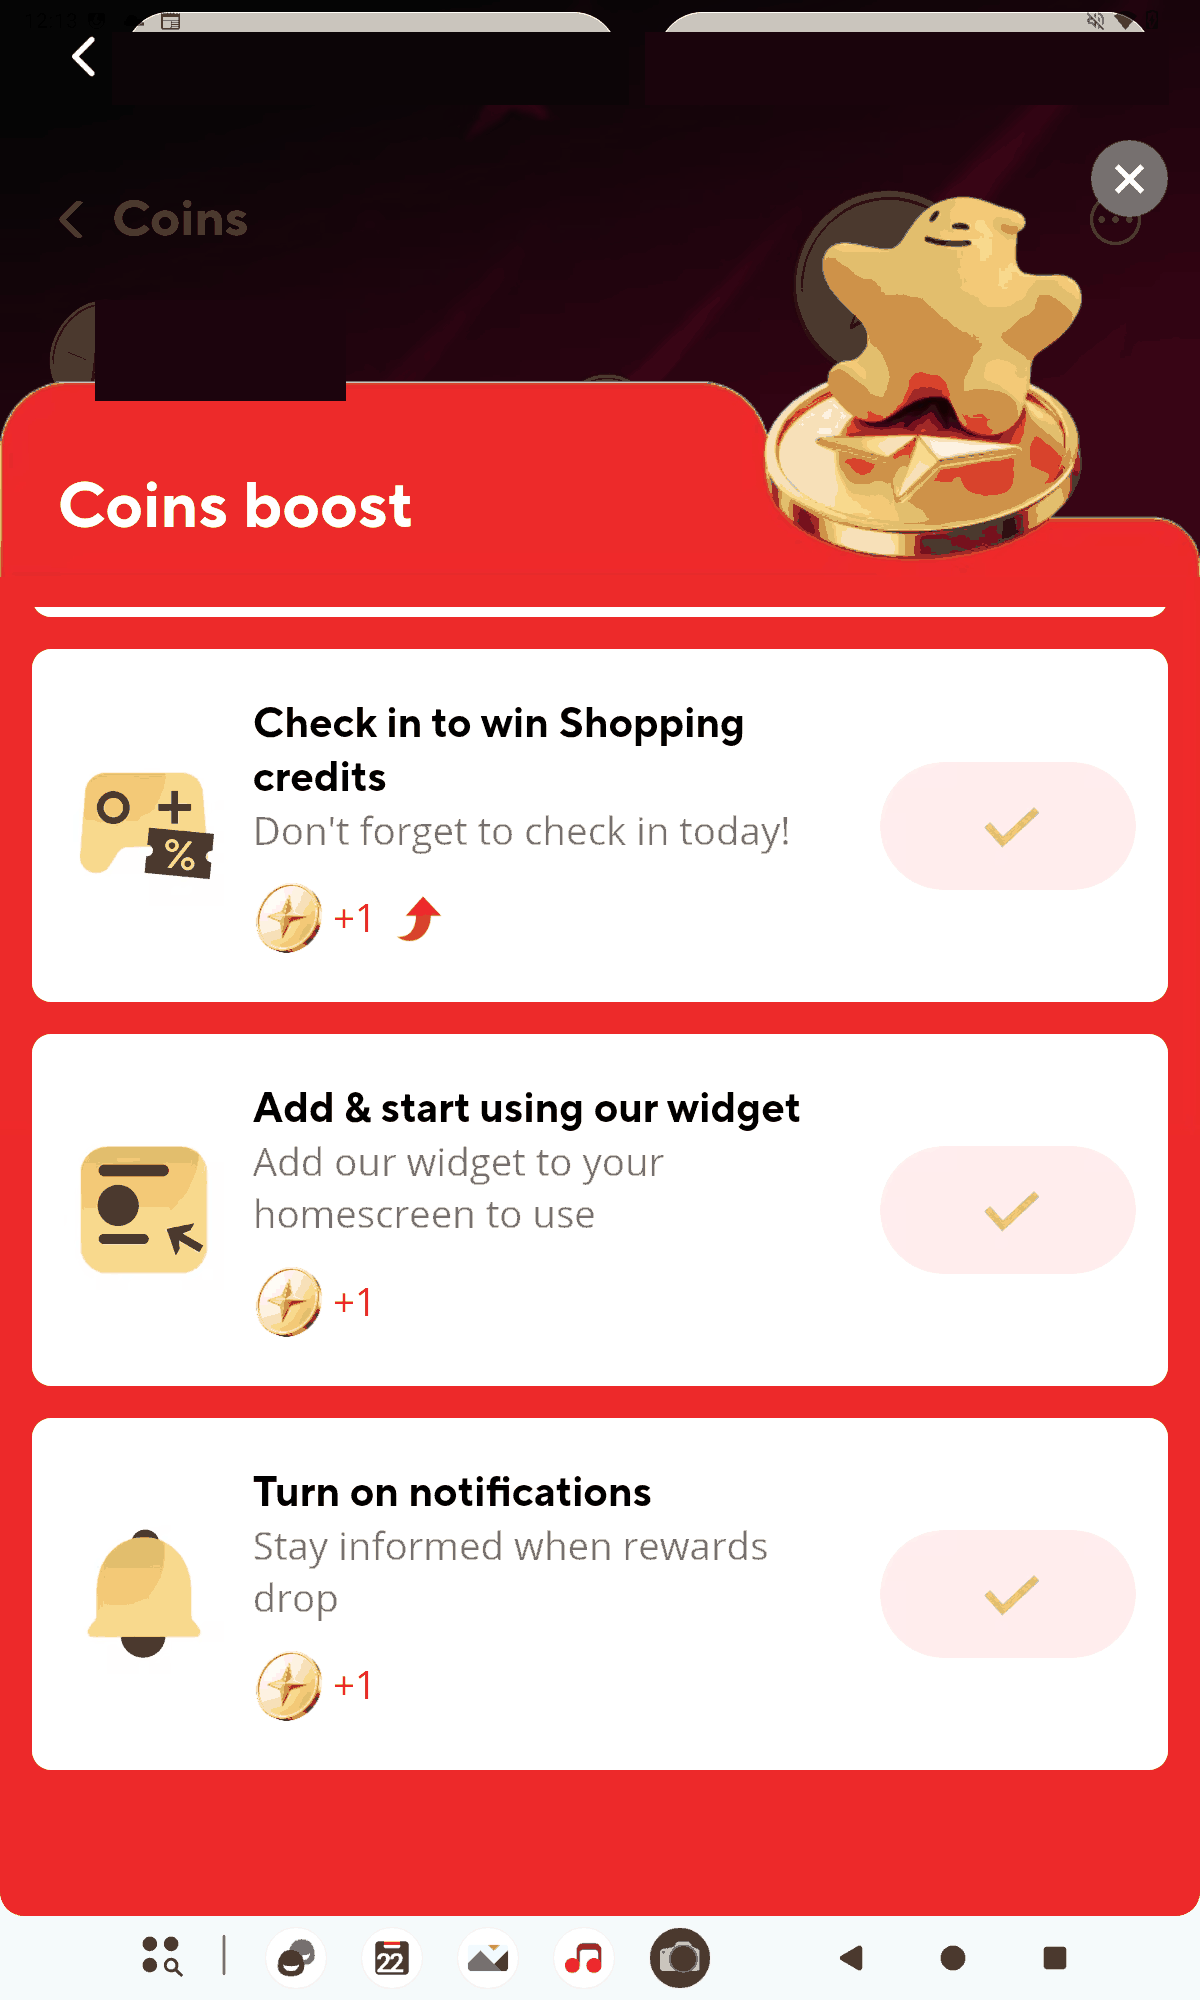 12:13
Coins
Coins boost
Check in to win Shopping
credits
Don't forget to check in today!
%
+1
Add & start using our widget
Add our widget to your
homescreen to use
+1
Turn on notifications
Stay informed when rewards
drop
+1
22